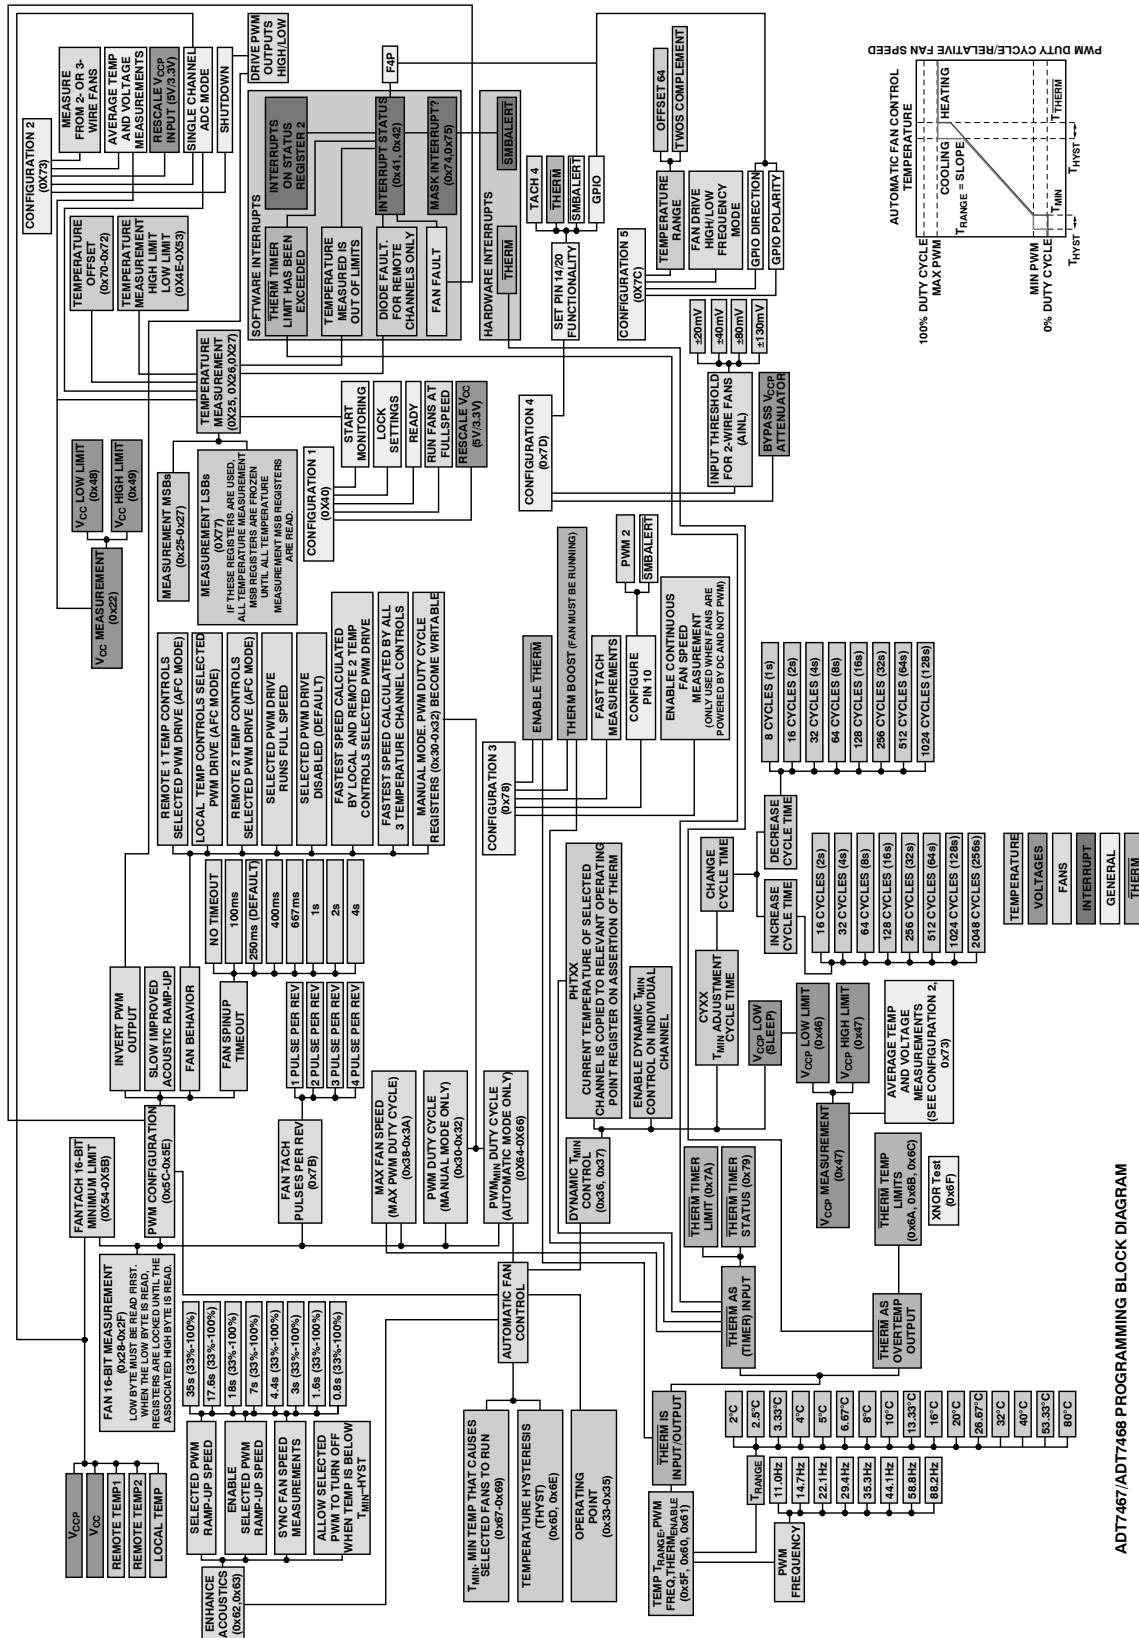 VCCP
VCC
REMOTE TEMP1
REMOTE TEMP2
LOCAL TEMP
FAN 16-BIT MEASUREMENT
(0x28-0x2F)
LOW BYTE MUST BE READ FIRST.
WHEN THE LOW BYTE IS READ,
REGISTERS ARE LOCKED UNTIL THE
ASSOCIATED HIGH BYTE IS READ.
FANTACH 16-BIT
MINIMUM LIMIT
(0X54-0X5B)
PWM CONFIGURATION
(0x5C-0x5E)
INVERT PWM
OUTPUT
SLOW IMPROVED
ACOUSTIC RAMP-UP
FAN BEHAVIOR
FAN SPINUP
TIMEOUT
REMOTE 1 TEMP CONTROLS
SELECTED PWM DRIVE (AFC MODE)
LOCAL TEMP CONTROLS SELECTED
PWM DRIVE (AFC MODE)
REMOTE 2 TEMP CONTROLS
SELECTED PWM DRIVE (AFC MODE)
SELECTED PWM DRIVE
RUNS FULL SPEED
SELECTED PWM DRIVE
DISABLED (DEFAULT)
FASTEST SPEED CALCULATED
BY LOCAL AND REMOTE 2 TEMP
CONTROLS SELECTED PWM DRIVE
FASTEST SPEED CALCULATED BY ALL
3 TEMPERATURE CHANNEL CONTROLS
MANUAL MODE. PWM DUTY CYCLE
REGISTERS (0x30-0x32) BECOME WRITABLE
NO TIMEOUT
100ms
250ms (DEFAULT)
400ms
667ms
1s
2s
4s
FAN TACH
PULSES PER REV
(0x7B)
1 PULSE PER REV
2 PULSE PER REV
3 PULSE PER REV
4 PULSE PER REV
MAX FAN SPEED
(MAX PWM DUTY CYCLE)
(0x38-0x3A)
PWM DUTY CYCLE
(MANUAL MODE ONLY)
(0x30-0x32)
PWMMIN DUTY CYCLE
(AUTOMATIC MODE ONLY)
(0X64-0X66)
ENHANCE
ACOUSTICS
(0x62,0x63)
SELECTED PWM
RAMP-UP SPEED
ENABLE
SELECTED PWM
RAMP-UP SPEED
SYNC FAN SPEED
MEASUREMENTS
ALLOW SELECTED
PWM TO TURN OFF
WHEN TEMP IS BELOW
TMIN–HYST
35s (33%-100%)
17.6s (33%-100%)
18s (33%-100%)
7s (33%-100%)
4.4s (33%-100%)
3s (33%-100%)
1.6s (33%-100%)
0.8s (33%-100%)
AUTOMATIC FAN
CONTROL
TMIN- MIN TEMP THAT CAUSES
SELECTED FANS TO RUN
(0x67-0x69)
TEMPERATURE HYSTERESIS
(THYST)
(0x6D, 0x6E)
OPERATING
POINT
(0x33-0x35)
DYNAMIC TMIN
CONTROL
(0x36, 0x37)
PHTXX
CURRENT TEMPERATURE OF SELECTED
CHANNEL IS COPIED TO RELEVANT OPERATING
POINT REGISTER ON ASSERTION OF THERM
ENABLE DYNAMIC TMIN
CONTROL ON INDIVIDUAL
CHANNEL
CYXX
TMIN ADJUSTMENT
CYCLE TIME
VCCP LOW
(SLEEP)
CHANGE
CYCLE TIME
INCREASE
CYCLE TIME
DECREASE
CYCLE TIME
8 CYCLES (1s)
16 CYCLES (2s)
32 CYCLES (4s)
64 CYCLES (8s)
128 CYCLES (16s)
256 CYCLES (32s)
512 CYCLES (64s)
1024 CYCLES (128s)
16 CYCLES (2s)
32 CYCLES (4s)
64 CYCLES (8s)
128 CYCLES (16s)
256 CYCLES (32s)
512 CYCLES (64s)
1024 CYCLES (128s)
2048 CYCLES (256s)
TEMP TRANGE-PWM
FREQ,THERMENABLE
(0x5F, 0x60, 0x61)
THERM IS
INPUT/OUTPUT
TRANGE
PWM
FREQUENCY
2°C
2.5°C
3.33°C
4°C
5°C
6.67°C
8°C
10°C
13.33°C
16°C
20°C
26.67°C
32°C
40°C
53.33°C
80°C
11.0Hz
14.7Hz
22.1Hz
29.4Hz
35.3Hz
44.1Hz
58.8Hz
88.2Hz
THERM AS
(TIMER) INPUT
THERM TIMER
LIMIT (0x7A)
THERM TIMER
STATUS (0x79)
THERM AS
OVERTEMP
OUTPUT
THERM TEMP
LIMITS
(0x6A, 0x6B, 0x6C)
XNOR Test
(0x6F)
VCCP MEASUREMENT
(0x47)
VCCP LOW LIMIT
(0x46)
VCCP HIGH LIMIT
(0x47)
AVERAGE TEMP
AND VOLTAGE
MEASUREMENTS
(SEE CONFIGURATION 2,
0x73)
VCC MEASUREMENT
(0x22)
VCC LOW LIMIT
(0x48)
VCC HIGH LIMIT
(0x49)
MEASUREMENT MSBs
(0x25-0x27)
MEASUREMENT LSBs
(0X77)
IF THESE REGISTERS ARE USED,
ALL TEMPERATURE MEASUREMENT
MSB REGISTERS ARE FROZEN
UNTIL ALL TEMPERATURE
MEASUREMENT MSB REGISTERS
ARE READ.
TEMPERATURE
MEASUREMENT
(0X25, 0X26,0X27)
TEMPERATURE
OFFSET
(0x70-0x72)
TEMPERATURE
MEASUREMENT
HIGH LIMIT
LOW LIMIT
(0X4E-0X53)
CONFIGURATION 2
(0X73)
MEASURE
FROM 2- OR 3-
WIRE FANS
AVERAGE TEMP
AND VOLTAGE
MEASUREMENTS
RESCALE VCCP
INPUT (5V/3.3V)
SINGLE CHANNEL
ADC MODE
SHUTDOWN
DRIVE PWM
OUTPUTS
HIGH/LOW
CONFIGURATION 1
(0X40)
START
MONITORING
LOCK
SETTINGS
READY
RUN FANS AT
FULLSPEED
RESCALE VCC
(5V/3.3V)
SOFTWARE INTERRUPTS
THERM TIMER
LIMIT HAS BEEN
EXCEEDED
TEMPERATURE
MEASURED IS
OUT OF LIMITS
DIODE FAULT.
FOR REMOTE
CHANNELS ONLY
FAN FAULT
INTERRUPTS
ON STATUS
REGISTER 2
INTERRUPT STATUS
(0x41, 0x42)
MASK INTERRUPT?
(0x74,0x75)
F4P
HARDWARE INTERRUPTS
THERM
SMBALERT
CONFIGURATION 3
(0x78)
ENABLE THERM
THERM BOOST (FAN MUST BE RUNNING)
FAST TACH
MEASUREMENTS
CONFIGURE
PIN 10
PWM 2
SMBALERT
ENABLE CONTINUOUS
FAN SPEED
MEASUREMENT
(ONLY USED WHEN FANS ARE
POWERED BY DC AND NOT PWM)
CONFIGURATION 4
(0x7D)
SET PIN 14/20
FUNCTIONALITY
TACH 4
THERM
SMBALERT
GPIO
INPUT THRESHOLD
FOR 2-WIRE FANS
(AINL)
±20mV
±40mV
±80mV
±130mV
BYPASS VCCP
ATTENUATOR
CONFIGURATION 5
(0X7C)
TEMPERATURE
RANGE
OFFSET 64
TWOS COMPLEMENT
FAN DRIVE
HIGH/LOW
FREQUENCY
MODE
GPIO DIRECTION
GPIO POLARITY
AUTOMATIC FAN CONTROL
TEMPERATURE
PWM DUTY CYCLE/RELATIVE FAN SPEED
100% DUTY CYCLE
MAX PWM
COOLING
HEATING
TRANGE = SLOPE
MIN PWM
0% DUTY CYCLE
THYST
TMIN
THYST
TTHERM
TEMPERATURE
VOLTAGES
FANS
INTERRUPT
GENERAL
THERM
ADT7467/ADT7468 PROGRAMMING BLOCK DIAGRAM